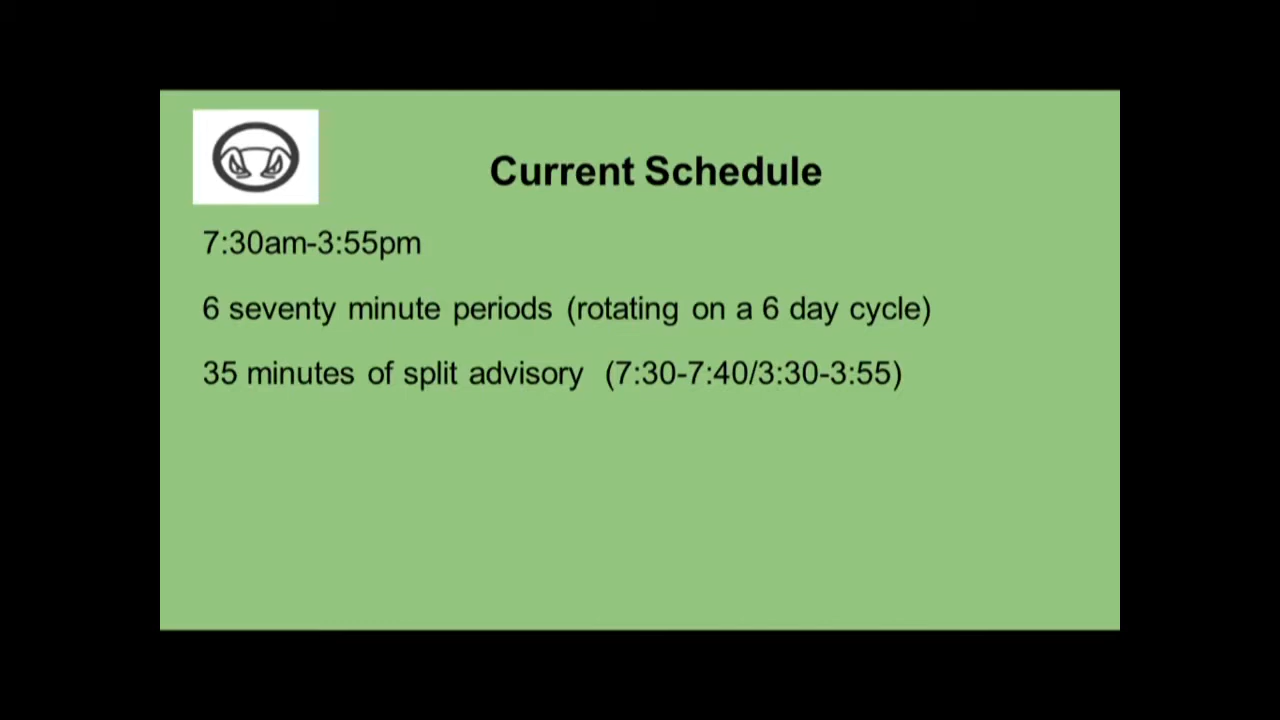 Current Schedule
7:30am-3:55pm
6 seventy minute periods (rotating on a 6 day cycle)
35 minutes of split advisory (7:30-7:40/3:30-3:55)